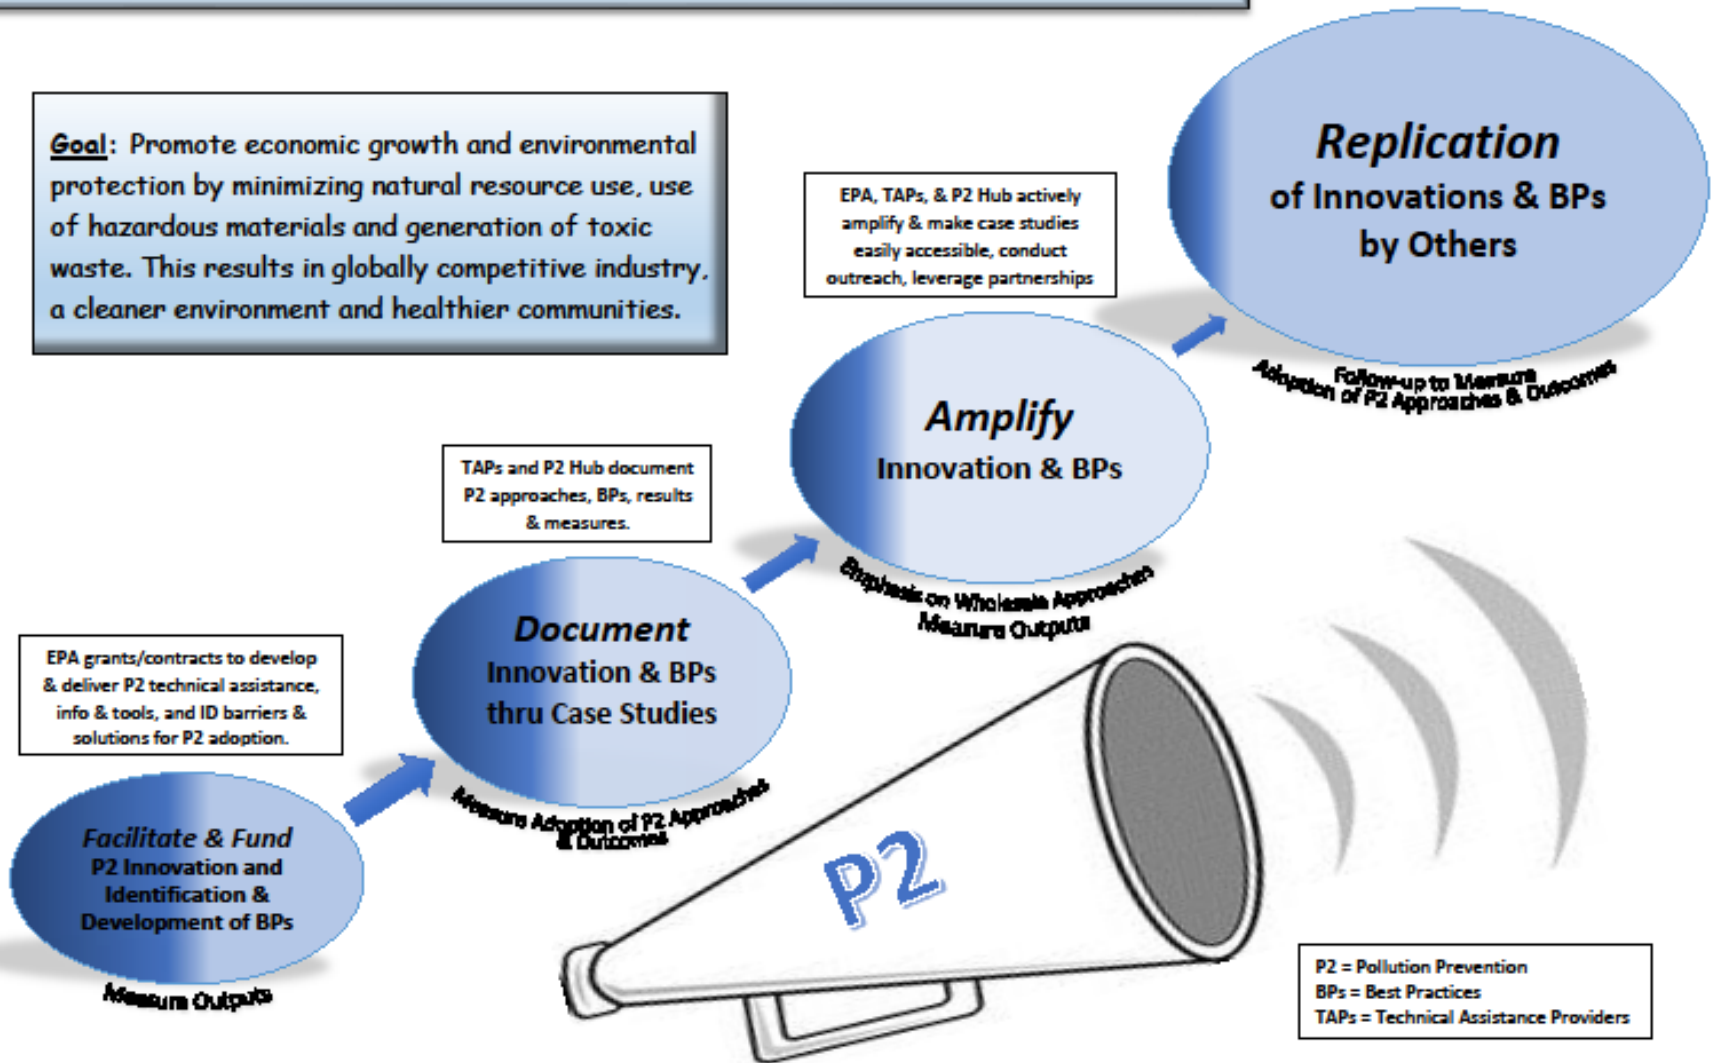 Goal: Promote economic growth and environmental
protection by minimizing natural resource use, use
of hazardous materials and generation of toxic
waste. This results in globally competitive industry,
a cleaner environment and healthier communities.
EPA grants/contracts to develop
& deliver P2 technical assistance,
info & tools, and ID barriers &
solutions for P2 adoption.
Facilitate & Fund
P2 Innovation and
Identification &
Development of BPs
Measure Outputs
TAPs and P2 Hub document
P2 approaches, BPs, results
& measures.
Document
Innovation & BPs
thru Case Studies
Measure Adoption of P2 Approaches
& Outcomes
EPA, TAPs, & P2 Hub actively
amplify & make case studies
easily accessible, conduct
outreach, leverage partnerships
Amplify
Innovation & BPs
Emphasis on Wholesale Approaches
Measure Outputs
Replication
of Innovations & BPs
by Others
Follow-up to Measure
Adoption of P2 Approaches & Outcomes
P2
P2 = Pollution Prevention
BPs = Best Practices
TAPs = Technical Assistance Providers